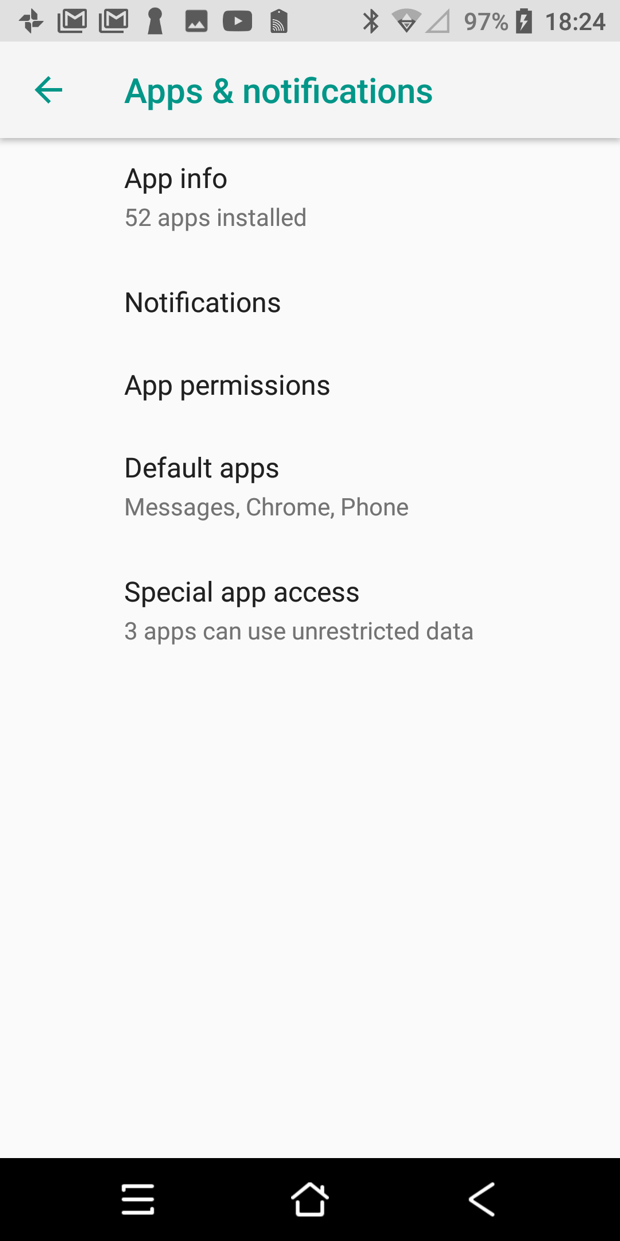 97% 18:24
Apps & notifications
App info
52 apps installed
Notifications
App permissions
Default apps
Messages, Chrome, Phone
Special app access
3 apps can use unrestricted data